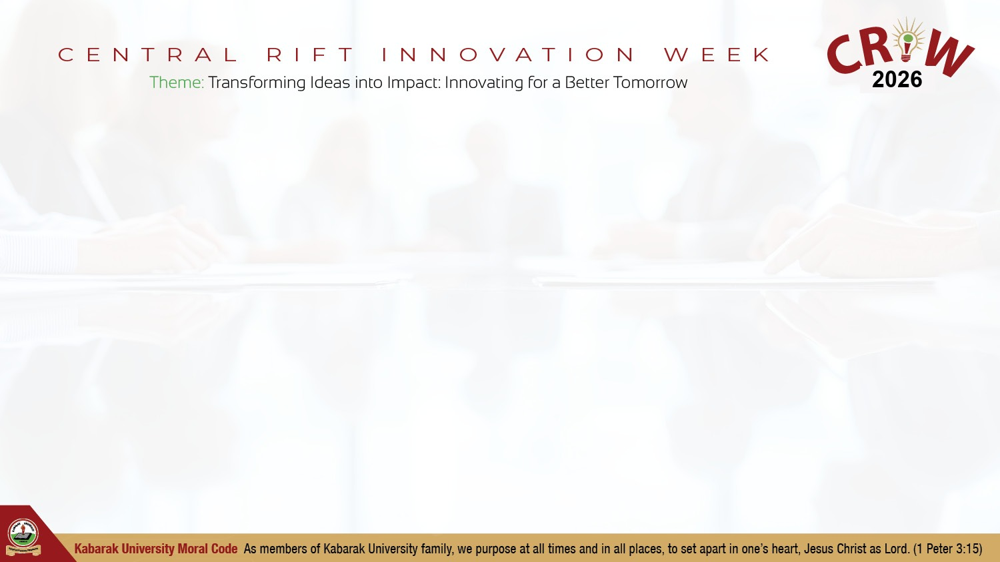 CENTRAL RIFT INNOVATION WEEK
Theme: Transforming Ideas into Impact: Innovating for a Better Tomorrow
CRIW
2026
Kabarak University Moral Code As members of Kabarak University family, we purpose at all times and in all places, to set apart in one’s heart, Jesus Christ as Lord. (1 Peter 3:15)